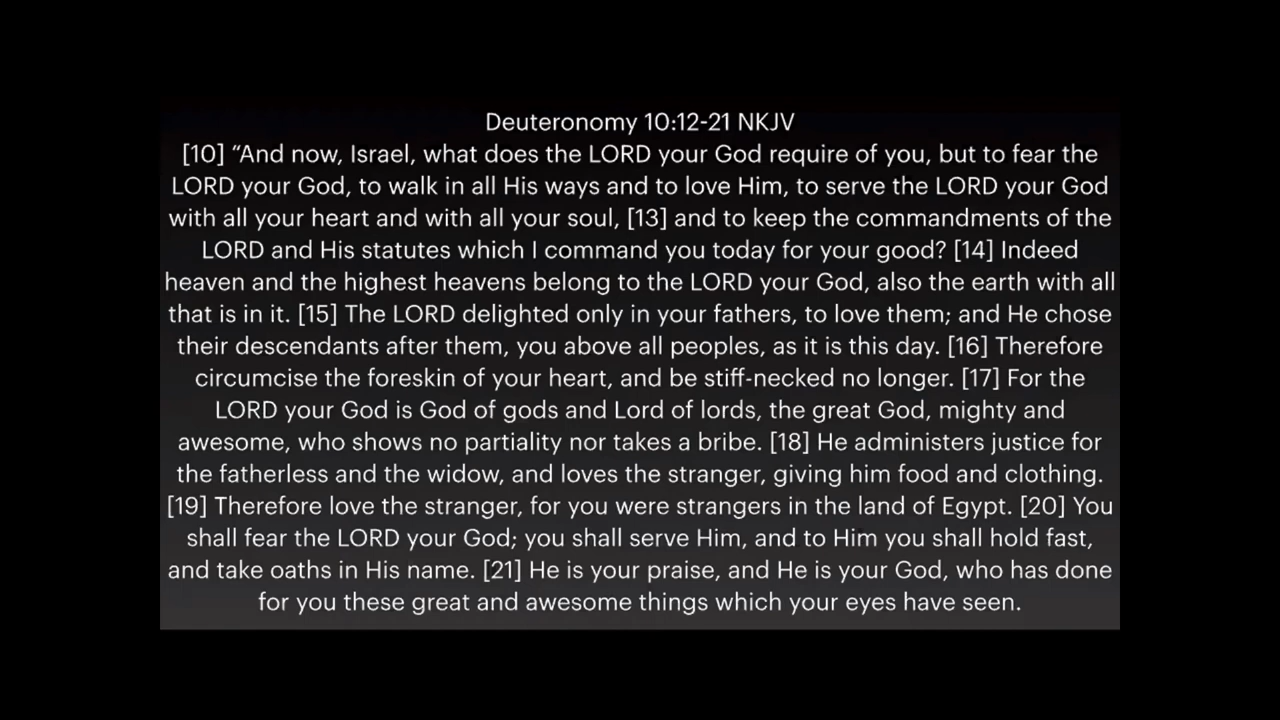 Deuteronomy 10:12-21 NKJV
[10] “And now, Israel, what does the LORD your God require of you, but to fear the
LORD your God, to walk in all His ways and to love Him, to serve the LORD your God
with all your heart and with all your soul, [13] and to keep the commandments of the
LORD and His statutes which I command you today for your good? [14] Indeed
heaven and the highest heavens belong to the LORD your God, also the earth with all
that is in it. [15] The LORD delighted only in your fathers, to love them; and He chose
their descendants after them, you above all peoples, as it is this day. [16] Therefore
circumcise the foreskin of your heart, and be stiff-necked no longer. [17] For the
LORD your God is God of gods and Lord of lords, the great God, mighty and
awesome, who shows no partiality nor takes a bribe. [18] He administers justice for
the fatherless and the widow, and loves the stranger, giving him food and clothing.
[19] Therefore love the stranger, for you were strangers in the land of Egypt. [20] You
shall fear the LORD your God; you shall serve Him, and to Him you shall hold fast,
and take oaths in His name. [21] He is your praise, and He is your God, who has done
for you these great and awesome things which your eyes have seen.